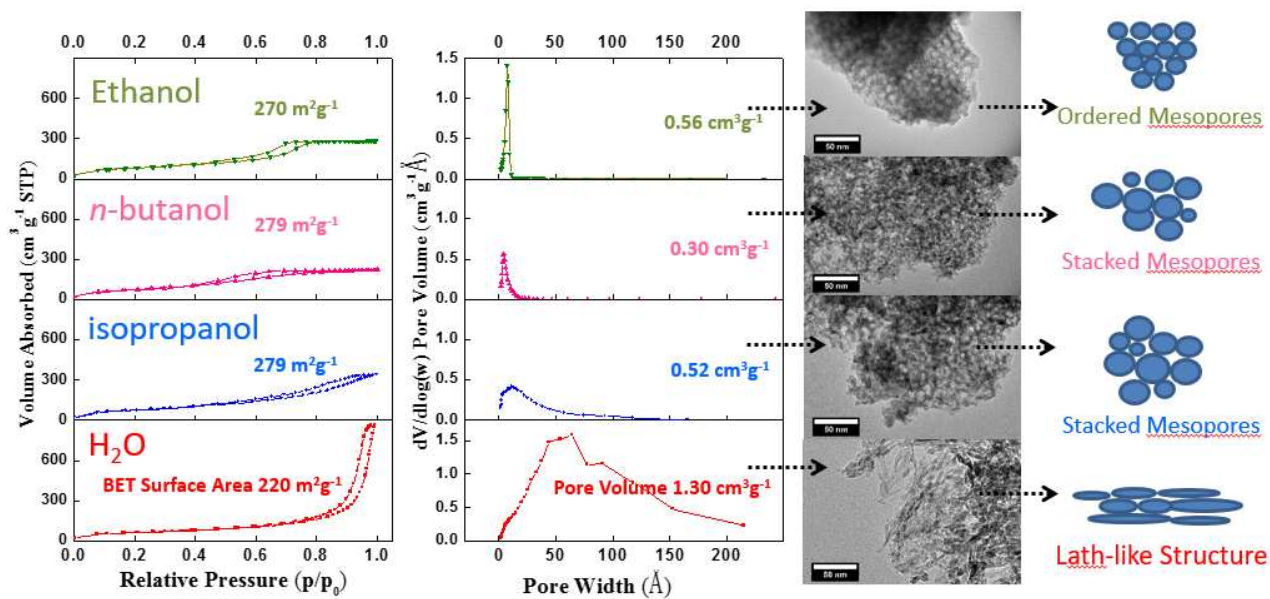 0.0 0.2 0.4 0.6 0.8 1.0
0 50 100 150 200
Volume Absorbed (cm³ g⁻¹ STP)
600
300
0
Ethanol
270 m²g⁻¹
600
300
0
n-butanol
279 m²g⁻¹
600
300
0
isopropanol
279 m²g⁻¹
600
300
0
H₂O
BET Surface Area 220 m²g⁻¹
0.0 0.2 0.4 0.6 0.8 1.0
Relative Pressure (p/p₀)
dV/dlog(w) Pore Volume (cm³ g⁻¹Å)
1.5
1.0
0.5
0.0
0.56 cm³g⁻¹
1.0
0.5
0.0
0.30 cm³g⁻¹
1.0
0.5
0.0
0.52 cm³g⁻¹
1.5
1.0
0.5
0.0
Pore Volume 1.30 cm³g⁻¹
0 50 100 150 200
Pore Width (Å)
50 nm
50 nm
50 nm
50 nm
Ordered Mesopores
Stacked Mesopores
Stacked Mesopores
Lath-like Structure